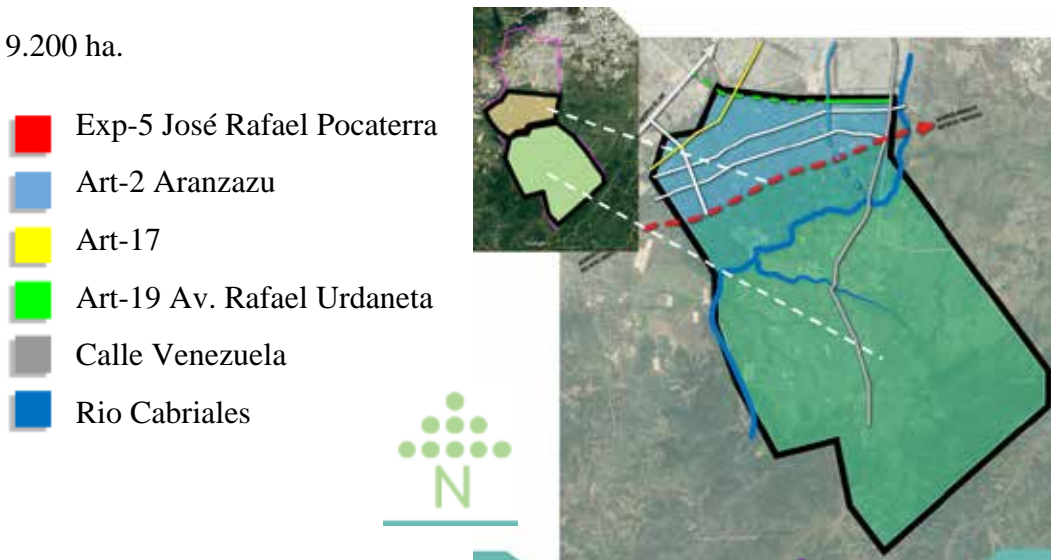 9.200 ha.
Exp-5 José Rafael Pocaterra
Art-2 Aranzazu
Art-17
Art-19 Av. Rafael Urdaneta
Calle Venezuela
Rio Cabriales
N